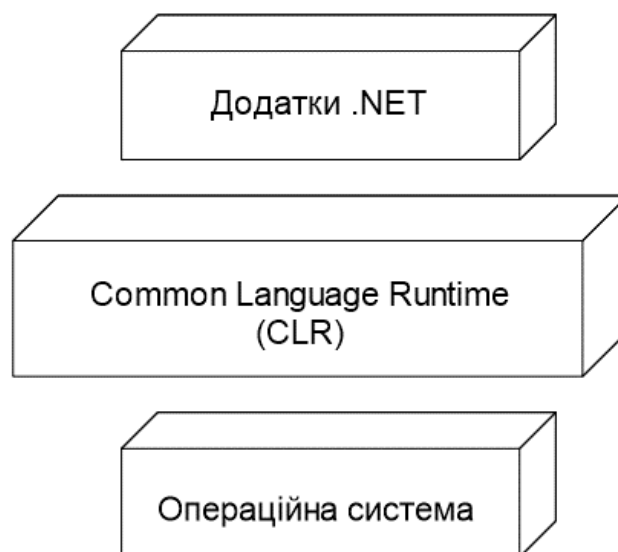 Додатки .NET
Common Language Runtime
(CLR)
Операційна система